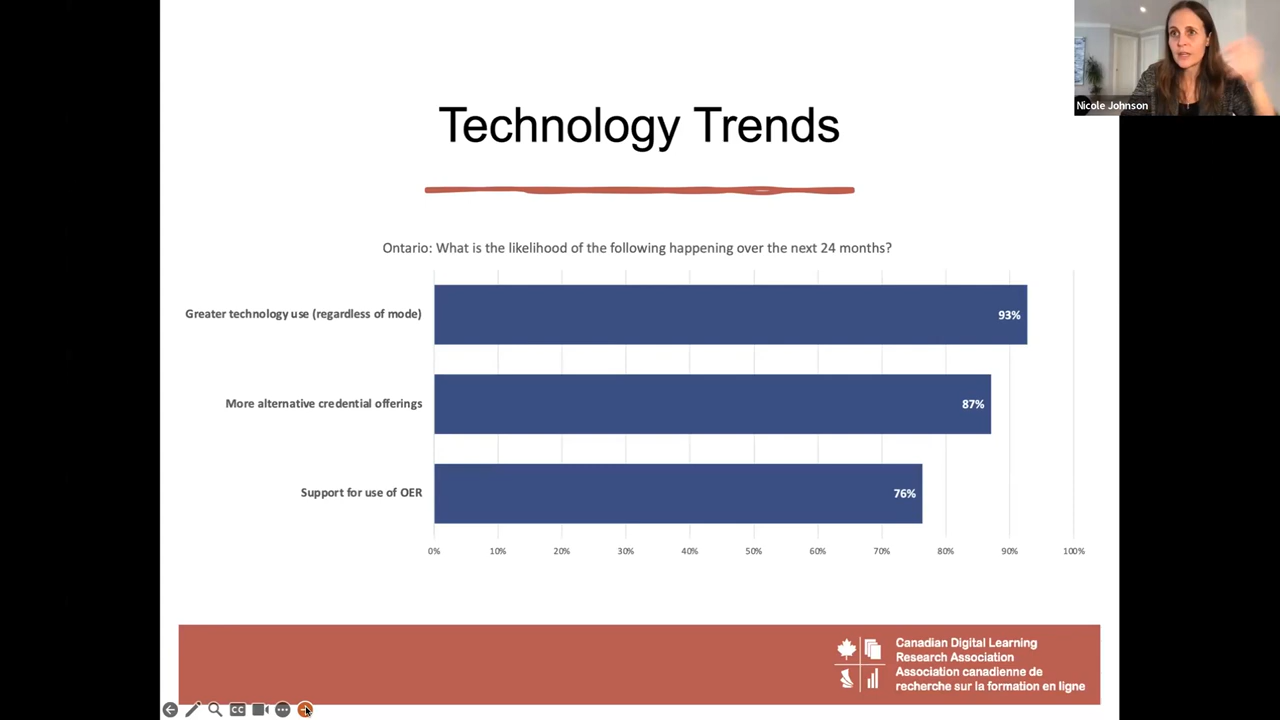 Technology Trends
Nicole Johnson
Ontario: What is the likelihood of the following happening over the next 24 months?
Greater technology use (regardless of mode)
93%
More alternative credential offerings
87%
Support for use of OER
76%
0% 10% 20% 30% 40% 50% 60% 70% 80% 90% 100%
Canadian Digital Learning
Research Association
Association canadienne de
recherche sur la formation en ligne
CC